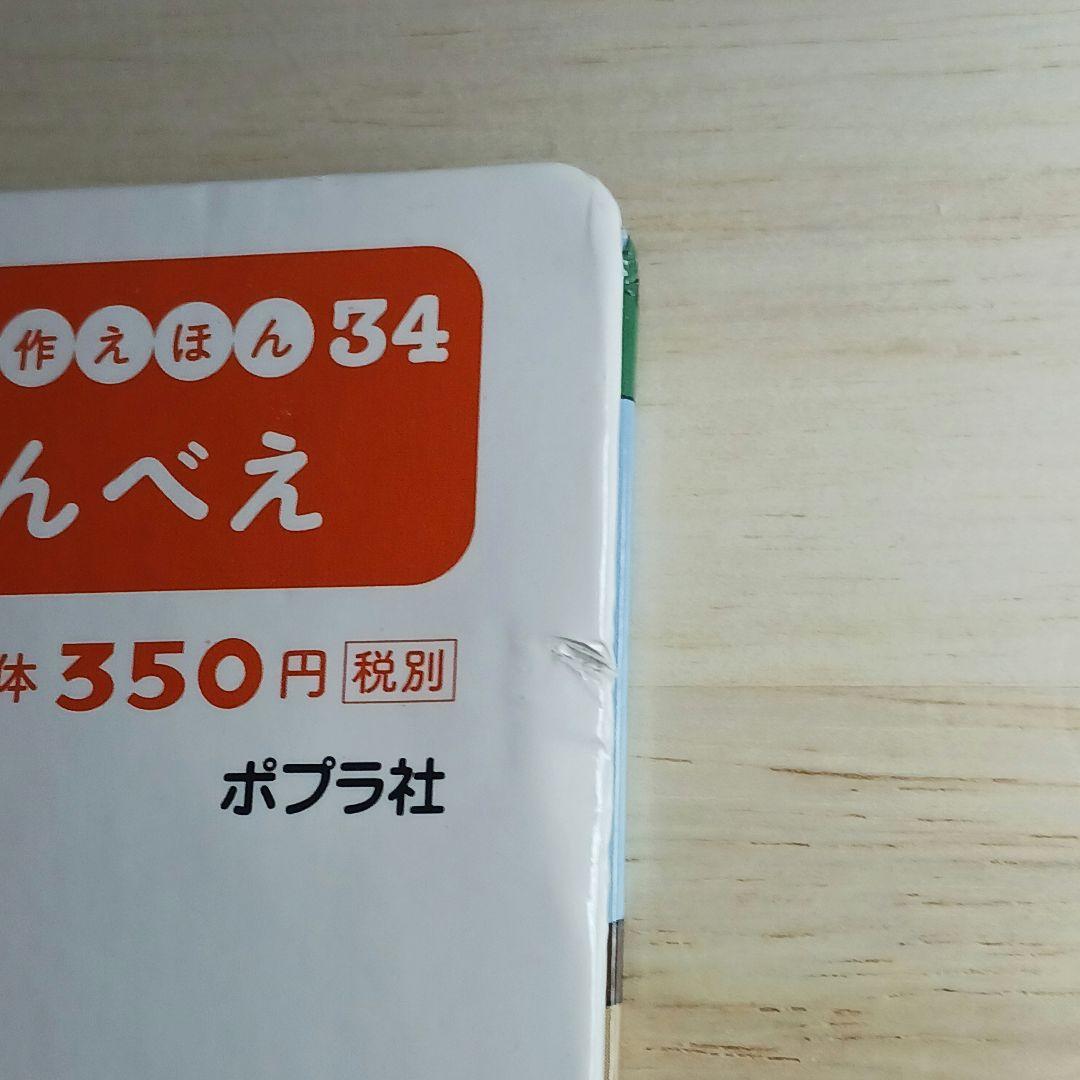 作えほん34
んべえ
体350円 税別
ポプラ社